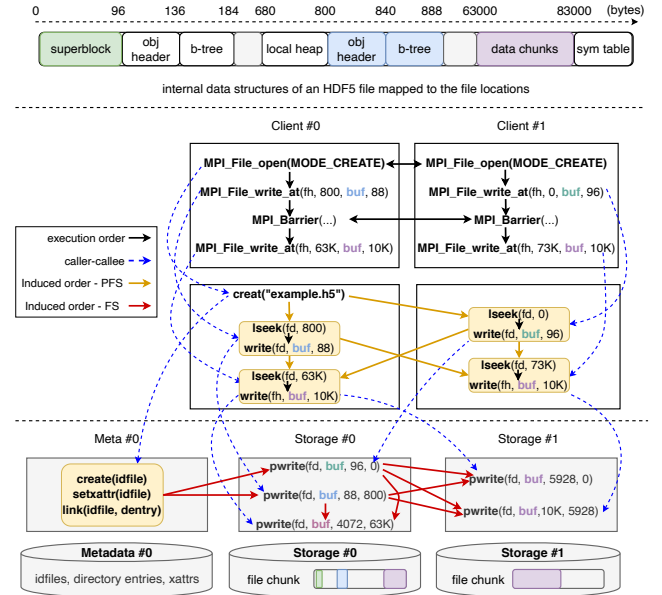 0 96 136 184 680 800 840 888 63000 83000 (bytes)
superblock obj header b-tree local heap obj header b-tree data chunks sym table
internal data structures of an HDF5 file mapped to the file locations
Client #0 Client #1
MPI_File_open(MODE_CREATE) MPI_File_open(MODE_CREATE)
MPI_File_write_at(fh, 800, buf, 88) MPI_File_write_at(fh, 0, buf, 96)
MPI_Barrier(...) MPI_Barrier(...)
MPI_File_write_at(fh, 63K, buf, 10K) MPI_File_write_at(fh, 73K, buf, 10K)
execution order
caller-callee
Induced order - PFS
Induced order - FS
creat("example.h5")
lseek(fd, 800)
write(fd, buf, 88)
lseek(fd, 63K)
write(fh, buf, 10K)
lseek(fd, 0)
write(fd, buf, 96)
lseek(fd, 73K)
write(fh, buf, 10K)
Meta #0 Storage #0 Storage #1
create(idfile)
setxattr(idfile)
link(idfile, dentry)
pwrite(fd, buf, 96, 0)
pwrite(fd, buf, 88, 800)
pwrite(fd, buf, 4072, 63K)
pwrite(fd, buf, 5928, 0)
pwrite(fd, buf,10K, 5928)
Metadata #0 Storage #0 Storage #1
idfiles, directory entries, xattrs file chunk file chunk